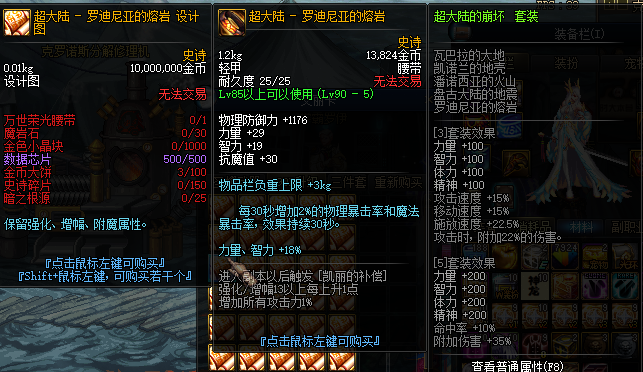 超大陆 - 罗迪尼亚的熔岩 设计图
史诗
0.01kg
10,000,000金币
设计图
无法交易
万世荣光腰带 0/1
魔岩石 0/30
金色小晶块 0/1000
数据芯片 500/500
金币大饼 3/100
史诗碎片 0/150
暗之根源 0/25
保留强化、增幅、附魔属性。
『点击鼠标左键可购买』
『Shift+鼠标左键, 可购买若干个』
超大陆 - 罗迪尼亚的熔岩
史诗
1.2kg
13,824金币
轻甲
腰带
耐久度 25/25
无法交易
Lv85以上可以使用 (Lv90 - 5)
物理防御力 +1176
力量 +29
智力 +19
抗魔值 +30
物品栏负重上限 +3kg
每30秒增加2%的物理暴击率和魔法暴击率, 效果持续30秒。
力量、智力 +18%
进入副本以后触发 [凯丽的补偿]
强化/增幅13以上每上升1点
增加所有攻击力1%
『点击鼠标左键可购买』
超大陆的崩坏 套装
瓦巴拉的大地
凯诺兰的地壳
潘诺西亚的火山
盘古大陆的地震
罗迪尼亚的熔岩
[3]套装效果
力量 +100
智力 +100
体力 +100
精神 +100
攻击速度 +15%
移动速度 +15%
施放速度 +22.5%
攻击时, 附加22%的伤害。
[5]套装效果
力量 +200
智力 +200
体力 +200
精神 +200
命中率 +10%
附加伤害 +35%
查看普通属性(F8)
装备栏(I)